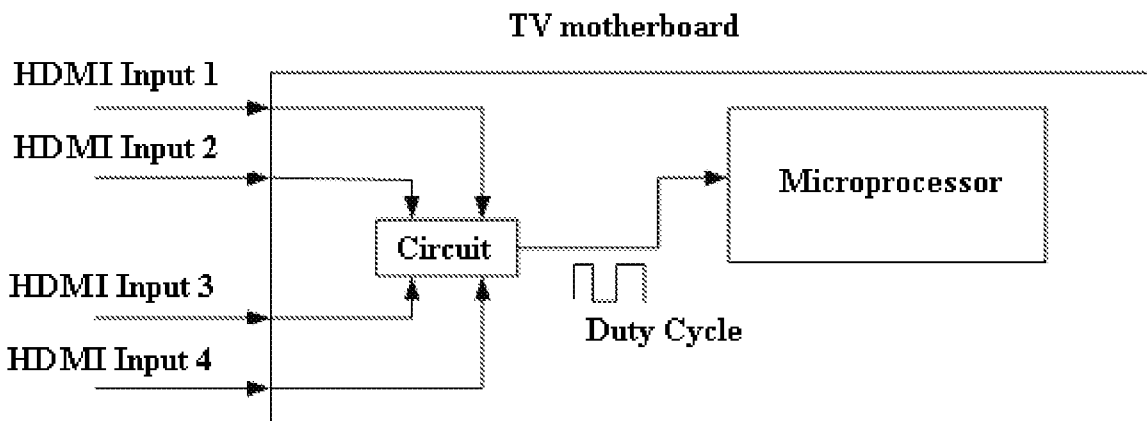 TV motherboard
HDMI Input 1
HDMI Input 2
Microprocessor
Circuit
HDMI Input 3
Duty Cycle
HDMI Input 4